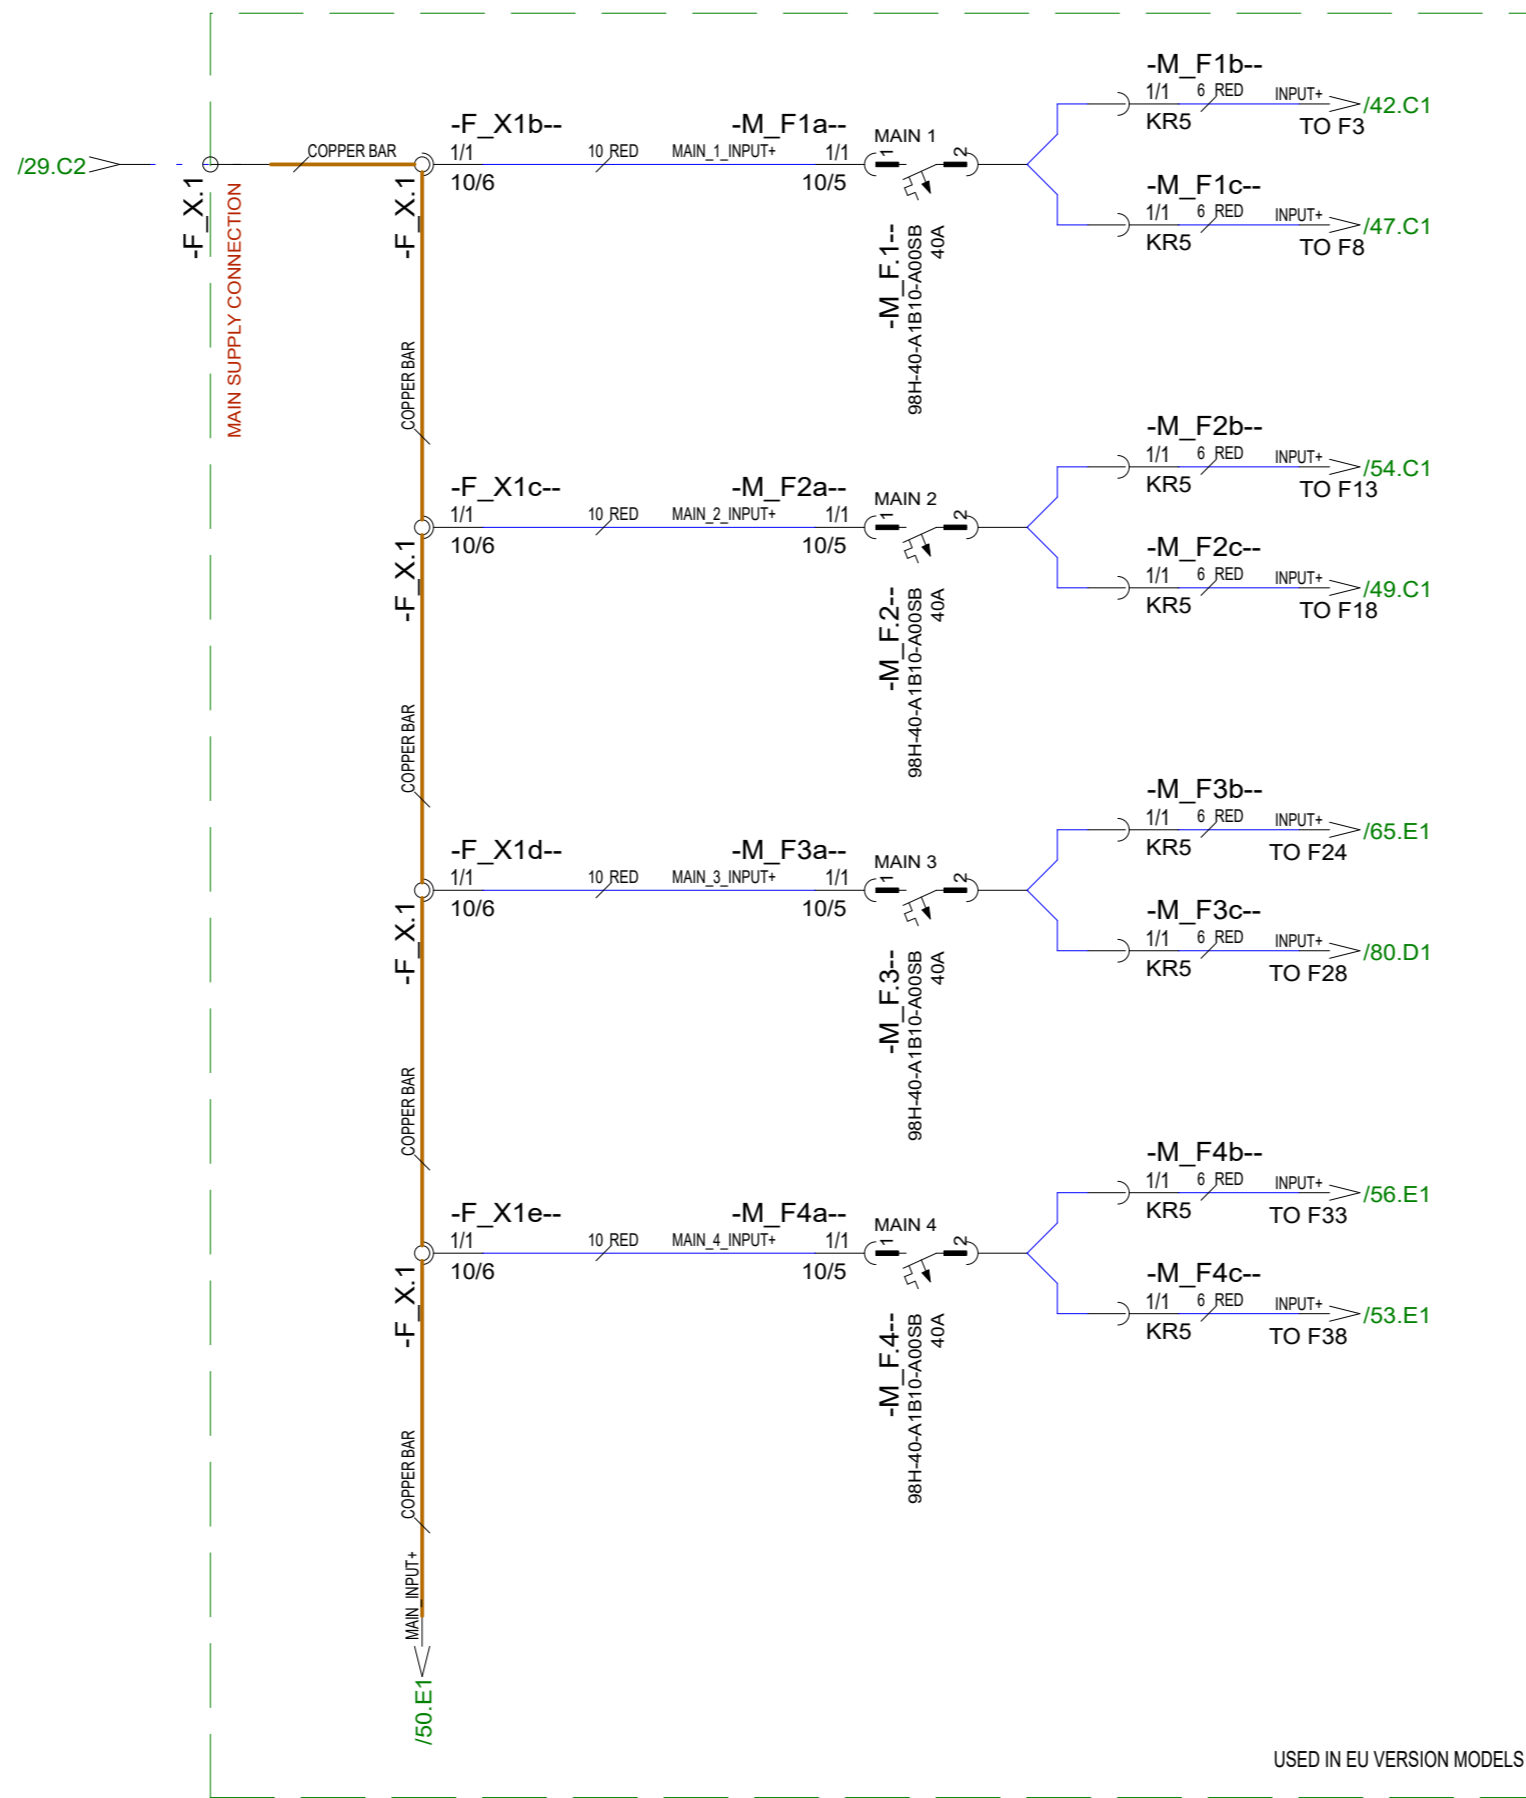 /29.C2
-F_X.1
MAIN SUPPLY CONNECTION
COPPER BAR
-F_X.1
-F_X1b--
1/1
10/6
10 RED
MAIN_1_INPUT+
-M_F1a--
1/1
10/5
MAIN 1
1
2
-M_F.1--
98H-40-A1B10-A00SB
40A
-M_F1b--
1/1
6 RED
INPUT+
KR5
TO F3
/42.C1
-M_F1c--
1/1
6 RED
INPUT+
KR5
TO F8
/47.C1
COPPER BAR
-F_X.1
-F_X1c--
1/1
10/6
10 RED
MAIN_2_INPUT+
-M_F2a--
1/1
10/5
MAIN 2
1
2
-M_F.2--
98H-40-A1B10-A00SB
40A
-M_F2b--
1/1
6 RED
INPUT+
KR5
TO F13
/54.C1
-M_F2c--
1/1
6 RED
INPUT+
KR5
TO F18
/49.C1
COPPER BAR
-F_X.1
-F_X1d--
1/1
10/6
10 RED
MAIN_3_INPUT+
-M_F3a--
1/1
10/5
MAIN 3
1
2
-M_F.3--
98H-40-A1B10-A00SB
40A
-M_F3b--
1/1
6 RED
INPUT+
KR5
TO F24
/65.E1
-M_F3c--
1/1
6 RED
INPUT+
KR5
TO F28
/80.D1
COPPER BAR
-F_X.1
-F_X1e--
1/1
10/6
10 RED
MAIN_4_INPUT+
-M_F4a--
1/1
10/5
MAIN 4
1
2
-M_F.4--
98H-40-A1B10-A00SB
40A
-M_F4b--
1/1
6 RED
INPUT+
KR5
TO F33
/56.E1
-M_F4c--
1/1
6 RED
INPUT+
KR5
TO F38
/53.E1
COPPER BAR
MAIN_INPUT+
/50.E1
USED IN EU VERSION MODELS